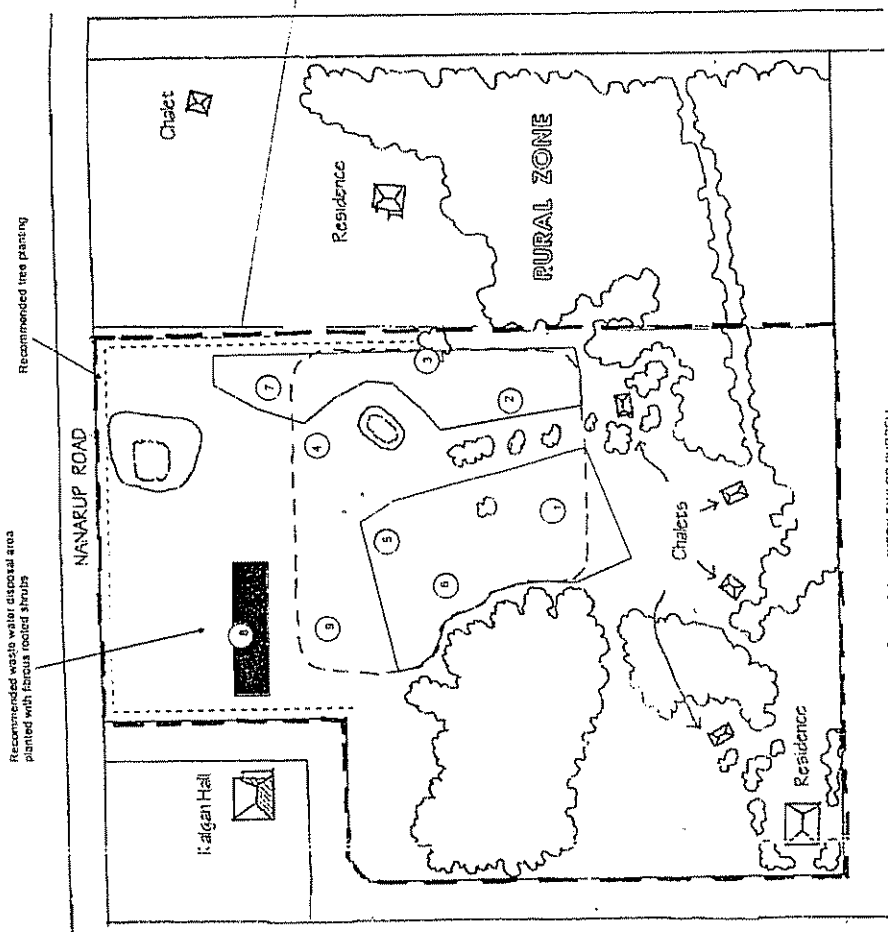 Recommended tree planting
Recommended waste water disposal area
planted with fibrous rooted shrubs
NANARUP ROAD
Chalet
Residence
RURAL ZONE
Kalgan Hall
7
3
4
2
5
1
6
9
8
Chalets
Residence